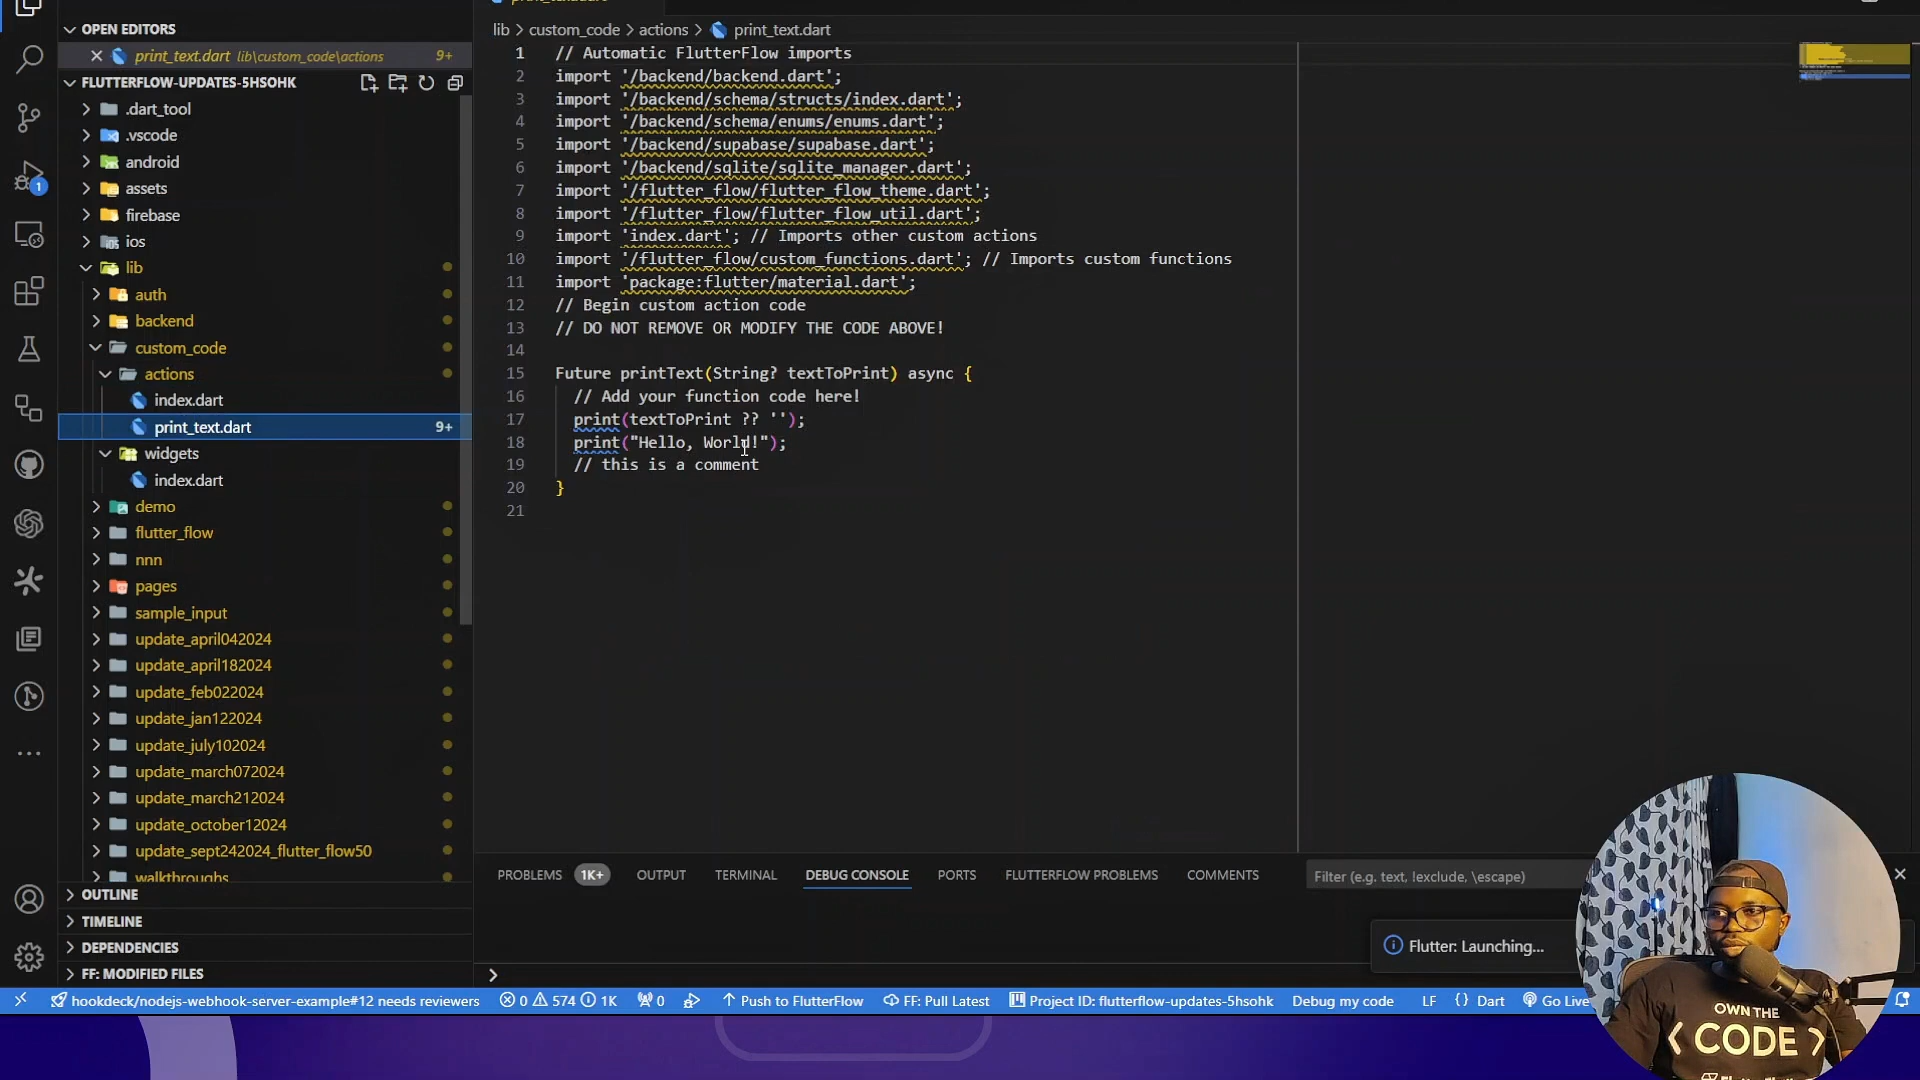 OPEN EDITORS
print_text.dart lib\custom_code\actions 9+
FLUTTERFLOW-UPDATES-5HSOHK
.dart_tool
.vscode
android
assets
firebase
ios
lib
auth
backend
custom_code
actions
index.dart
print_text.dart 9+
widgets
index.dart
demo
flutter_flow
nnn
pages
sample_input
update_april042024
update_april182024
update_feb022024
update_jan122024
update_july102024
update_march072024
update_march212024
update_october12024
update_sept242024_flutter_flow50
walkthroughs
OUTLINE
TIMELINE
DEPENDENCIES
FF: MODIFIED FILES
1
print_text.dart
lib > custom_code > actions > print_text.dart
1 // Automatic FlutterFlow imports
2 import '/backend/backend.dart';
3 import '/backend/schema/structs/index.dart';
4 import '/backend/schema/enums/enums.dart';
5 import '/backend/supabase/supabase.dart';
6 import '/backend/sqlite/sqlite_manager.dart';
7 import '/flutter_flow/flutter_flow_theme.dart';
8 import '/flutter_flow/flutter_flow_util.dart';
9 import 'index.dart'; // Imports other custom actions
10 import '/flutter_flow/custom_functions.dart'; // Imports custom functions
11 import 'package:flutter/material.dart';
12 // Begin custom action code
13 // DO NOT REMOVE OR MODIFY THE CODE ABOVE!
14
15 Future printText(String? textToPrint) async {
16 // Add your function code here!
17 print(textToPrint ?? '');
18 print("Hello, World!");
19 // this is a comment
20 }
21
PROBLEMS 1K+ OUTPUT TERMINAL DEBUG CONSOLE PORTS FLUTTERFLOW PROBLEMS COMMENTS Filter (e.g. text, !exclude, \escape)
Flutter: Launching...
hookdeck/nodejs-webhook-server-example#12 needs reviewers 0 574 1K 0 Push to FlutterFlow FF: Pull Latest Project ID: flutterflow-updates-5hsohk Debug my code LF {} Dart Go Live
OWN THE
< CODE >